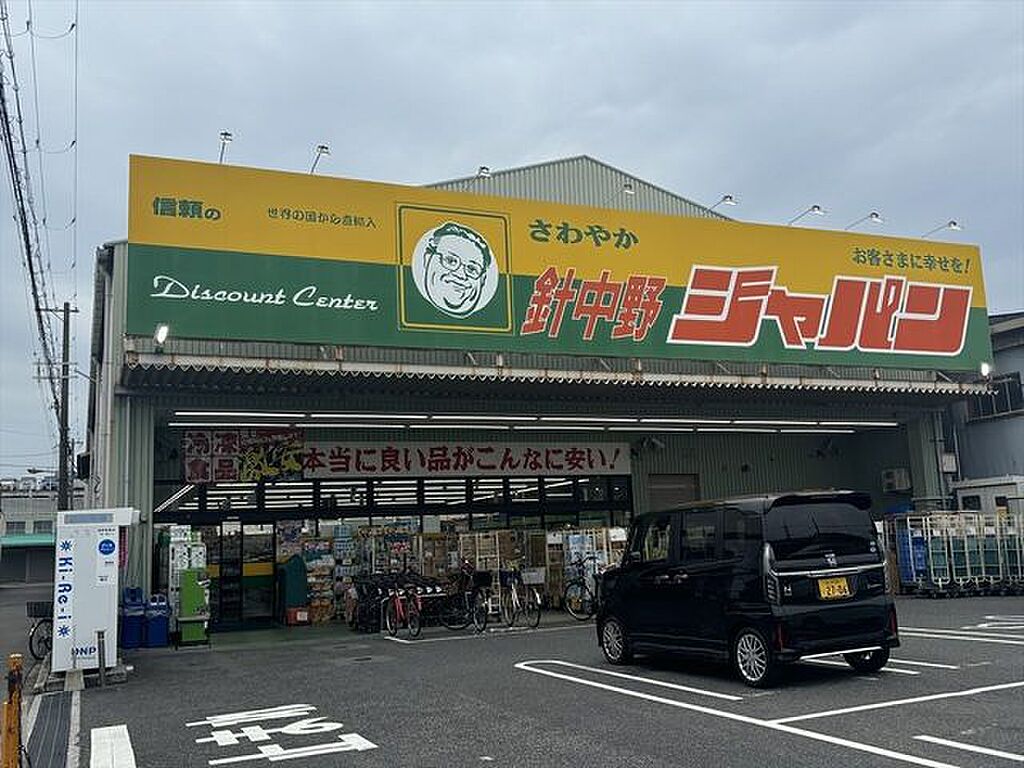 信頼の
世界の国から直輸入
さわやか
お客さまに幸せを!
Discount Center
針中野
ジャパン
冷凍
食品
本当に良い品がこんなに安い!
Ki-Re-i
DNP